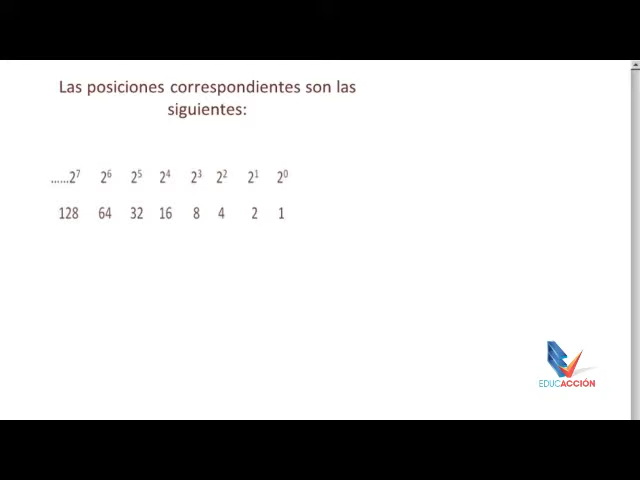 Las posiciones correspondientes son las
siguientes:
......2⁷ 2⁶ 2⁵ 2⁴ 2³ 2² 2¹ 2⁰
128 64 32 16 8 4 2 1
EDUCACCIÓN